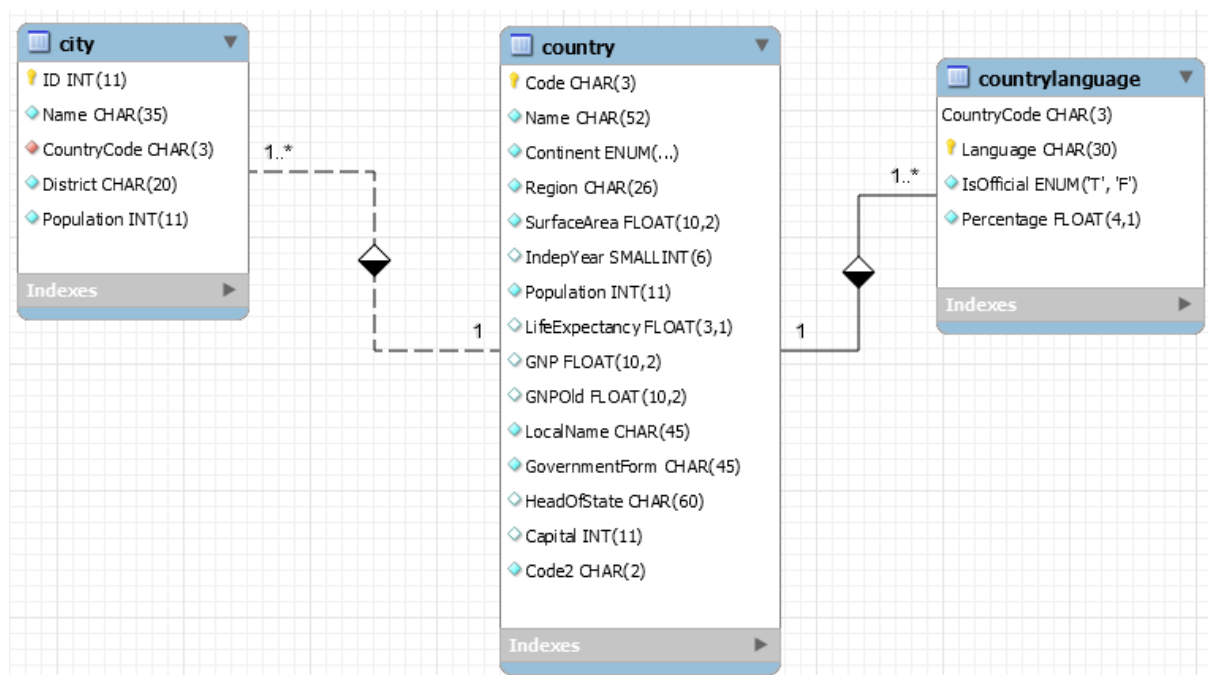 city
ID INT(11)
Name CHAR(35)
CountryCode CHAR(3)
District CHAR(20)
Population INT(11)
Indexes
1..*
1
country
Code CHAR(3)
Name CHAR(52)
Continent ENUM(...)
Region CHAR(26)
SurfaceArea FLOAT(10,2)
IndepYear SMALLINT(6)
Population INT(11)
LifeExpectancy FLOAT(3,1)
GNP FLOAT(10,2)
GNPOld FLOAT(10,2)
LocalName CHAR(45)
GovernmentForm CHAR(45)
HeadOfState CHAR(60)
Capital INT(11)
Code2 CHAR(2)
Indexes
1
1..*
countrylanguage
CountryCode CHAR(3)
Language CHAR(30)
IsOfficial ENUM('T', 'F')
Percentage FLOAT(4,1)
Indexes